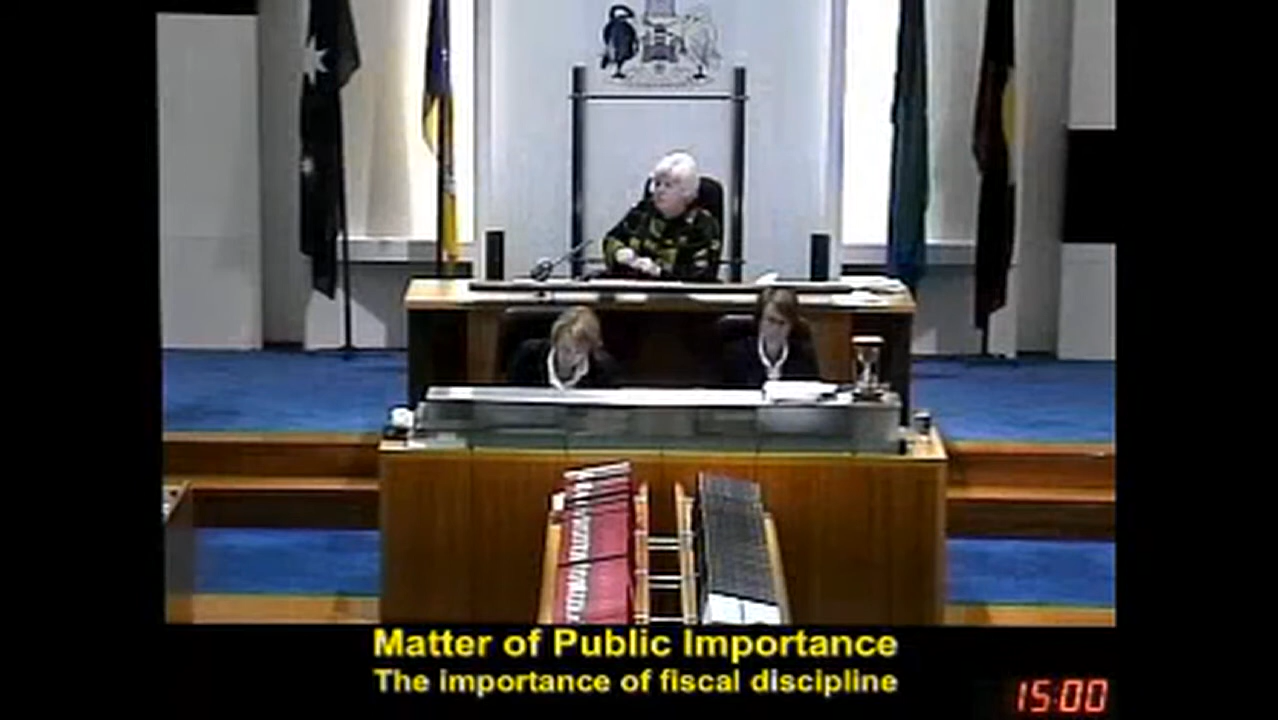 Matter of Public Importance
The importance of fiscal discipline
15:00